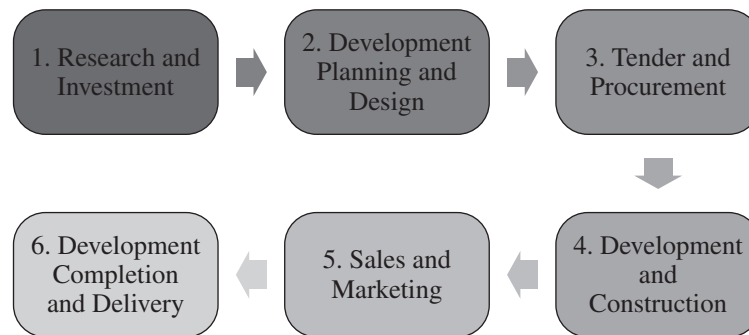 1. Research and
Investment
2. Development
Planning and
Design
3. Tender and
Procurement
4. Development
and
Construction
5. Sales and
Marketing
6. Development
Completion
and Delivery